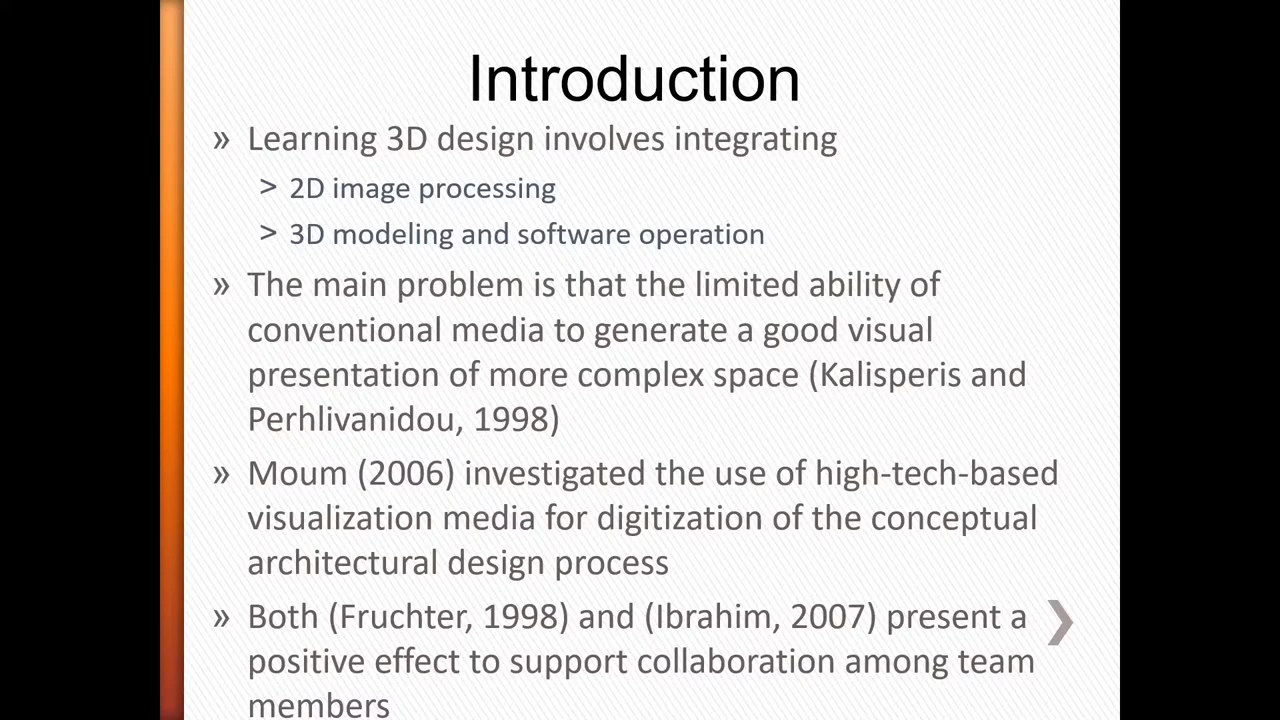 Introduction
» Learning 3D design involves integrating
> 2D image processing
> 3D modeling and software operation
» The main problem is that the limited ability of
conventional media to generate a good visual
presentation of more complex space (Kalisperis and
Perhlivanidou, 1998)
» Moum (2006) investigated the use of high-tech-based
visualization media for digitization of the conceptual
architectural design process
» Both (Fruchter, 1998) and (Ibrahim, 2007) present a
positive effect to support collaboration among team
members